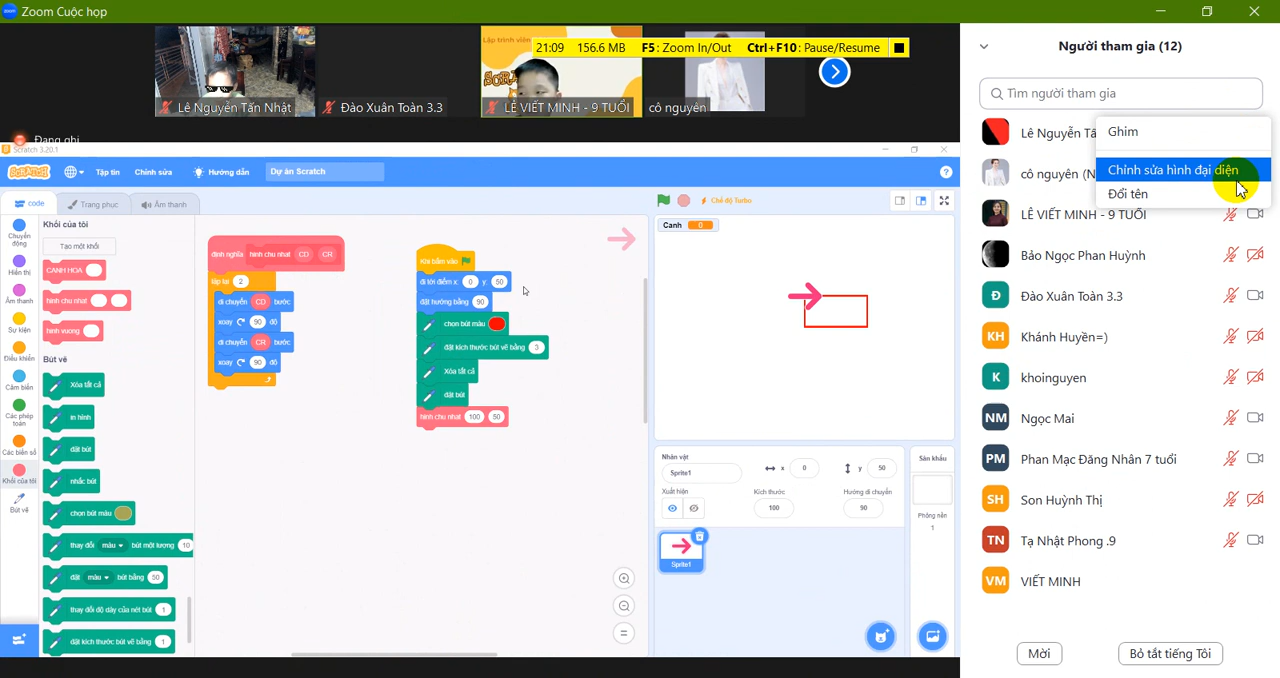 Zoom Cuộc họp
21:09 156.6 MB F5: Zoom In/Out Ctrl+F10: Pause/Resume
Lập trình viên
Lê Nguyễn Tấn Nhật
Đào Xuân Toàn 3.3
LÊ VIẾT MINH - 9 TUỔI
cô nguyên
Đang ghi
Scratch 3.20.1
SCRATCH Tập tin Chỉnh sửa Hướng dẫn Dự án Scratch
code Trang phục Âm thanh
Chế độ Turbo
Chuyển động
Hiển thị
Âm thanh
Sự kiện
Điều khiển
Cảm biến
Các phép toán
Các biến số
Khối của tôi
Bút vẽ
Khối của tôi
Tạo một khối
CANH HOA
hình chu nhat
hình vuong
Bút vẽ
Xóa tất cả
in hình
đặt bút
nhấc bút
chọn bút màu
thay đổi màu bút một lượng 10
đặt màu bút bằng 50
thay đổi độ dày của nét bút 1
đặt kích thước bút vẽ bằng 1
định nghĩa hình chu nhat CD CR
lặp lại 2
di chuyển CD bước
xoay 90 độ
di chuyển CR bước
xoay 90 độ
Khi bấm vào
đi tới điểm x: 0 y: 50
đặt hướng bằng 90
chọn bút màu
đặt kích thước bút vẽ bằng 3
Xóa tất cả
đặt bút
hình chu nhat 100 50
Canh 0
Nhân vật
Sprite1 x 0 y 50
Xuất hiện Kích thước Hướng di chuyển
100 90
Sprite1
Sân khấu
Phông nền
1
Người tham gia (12)
Tìm người tham gia
Lê Nguyễn Tấ
Ghim
cô nguyên (N
Chỉnh sửa hình đại diện
Đổi tên
LÊ VIẾT MINH - 9 TUỔI
Bảo Ngọc Phan Huỳnh
Đ Đào Xuân Toàn 3.3
KH Khánh Huyền=)
K khoinguyen
NM Ngọc Mai
PM Phan Mạc Đăng Nhân 7 tuổi
SH Son Huỳnh Thị
TN Tạ Nhật Phong .9
VM VIẾT MINH
Mời Bỏ tắt tiếng Tôi